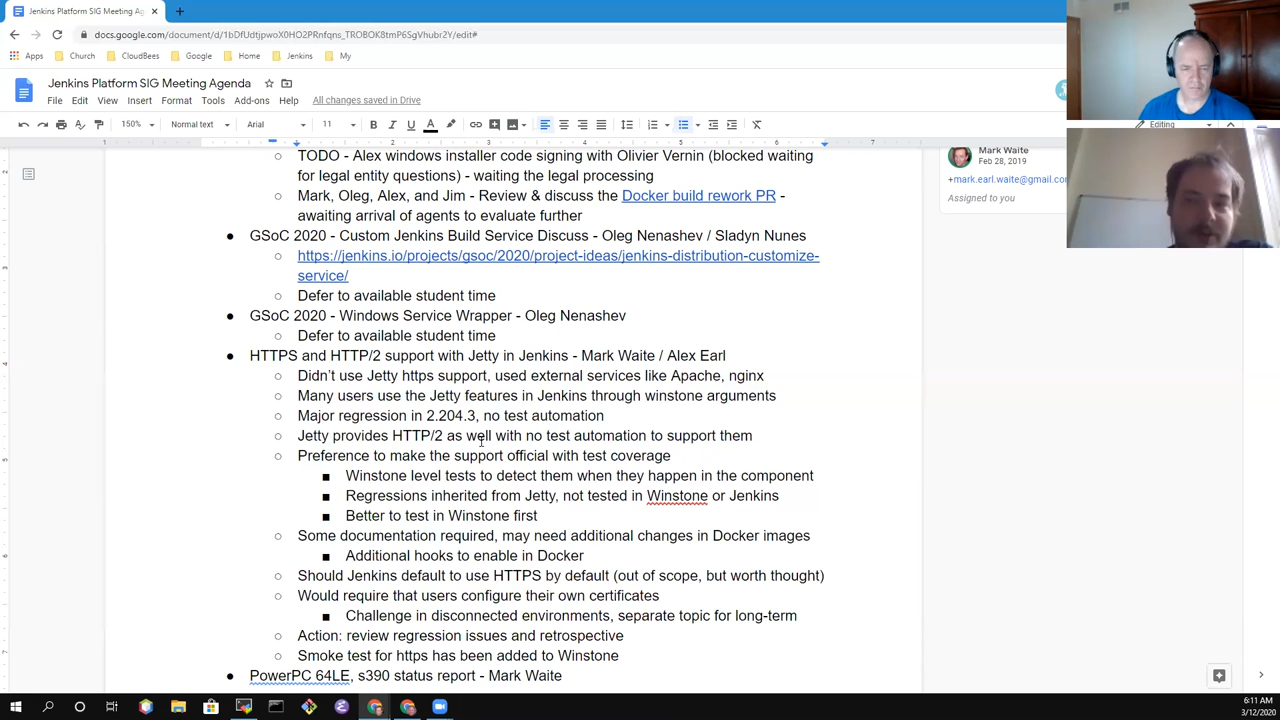 Jenkins Platform SIG Meeting Ag
docs.google.com/document/d/1bDfUdtjpwoX0HO2PRnfqns_TROBOK8tmP6SgVhubr2Y/edit#
Apps Church CloudBees Google Home Jenkins My
Jenkins Platform SIG Meeting Agenda
File Edit View Insert Format Tools Add-ons Help All changes saved in Drive
150% Normal text Arial 11 Editing
1 2 3 4 5 6 7
TODO - Alex windows installer code signing with Olivier Vernin (blocked waiting
for legal entity questions) - waiting the legal processing
Mark, Oleg, Alex, and Jim - Review & discuss the Docker build rework PR -
awaiting arrival of agents to evaluate further
GSoC 2020 - Custom Jenkins Build Service Discuss - Oleg Nenashev / Sladyn Nunes
https://jenkins.io/projects/gsoc/2020/project-ideas/jenkins-distribution-customize-
service/
Defer to available student time
GSoC 2020 - Windows Service Wrapper - Oleg Nenashev
Defer to available student time
HTTPS and HTTP/2 support with Jetty in Jenkins - Mark Waite / Alex Earl
Didn't use Jetty https support, used external services like Apache, nginx
Many users use the Jetty features in Jenkins through winstone arguments
Major regression in 2.204.3, no test automation
Jetty provides HTTP/2 as well with no test automation to support them
Preference to make the support official with test coverage
Winstone level tests to detect them when they happen in the component
Regressions inherited from Jetty, not tested in Winstone or Jenkins
Better to test in Winstone first
Some documentation required, may need additional changes in Docker images
Additional hooks to enable in Docker
Should Jenkins default to use HTTPS by default (out of scope, but worth thought)
Would require that users configure their own certificates
Challenge in disconnected environments, separate topic for long-term
Action: review regression issues and retrospective
Smoke test for https has been added to Winstone
PowerPC 64LE, s390 status report - Mark Waite
Mark Waite
Feb 28, 2019
+mark.earl.waite@gmail.co
Assigned to you
6:11 AM
3/12/2020